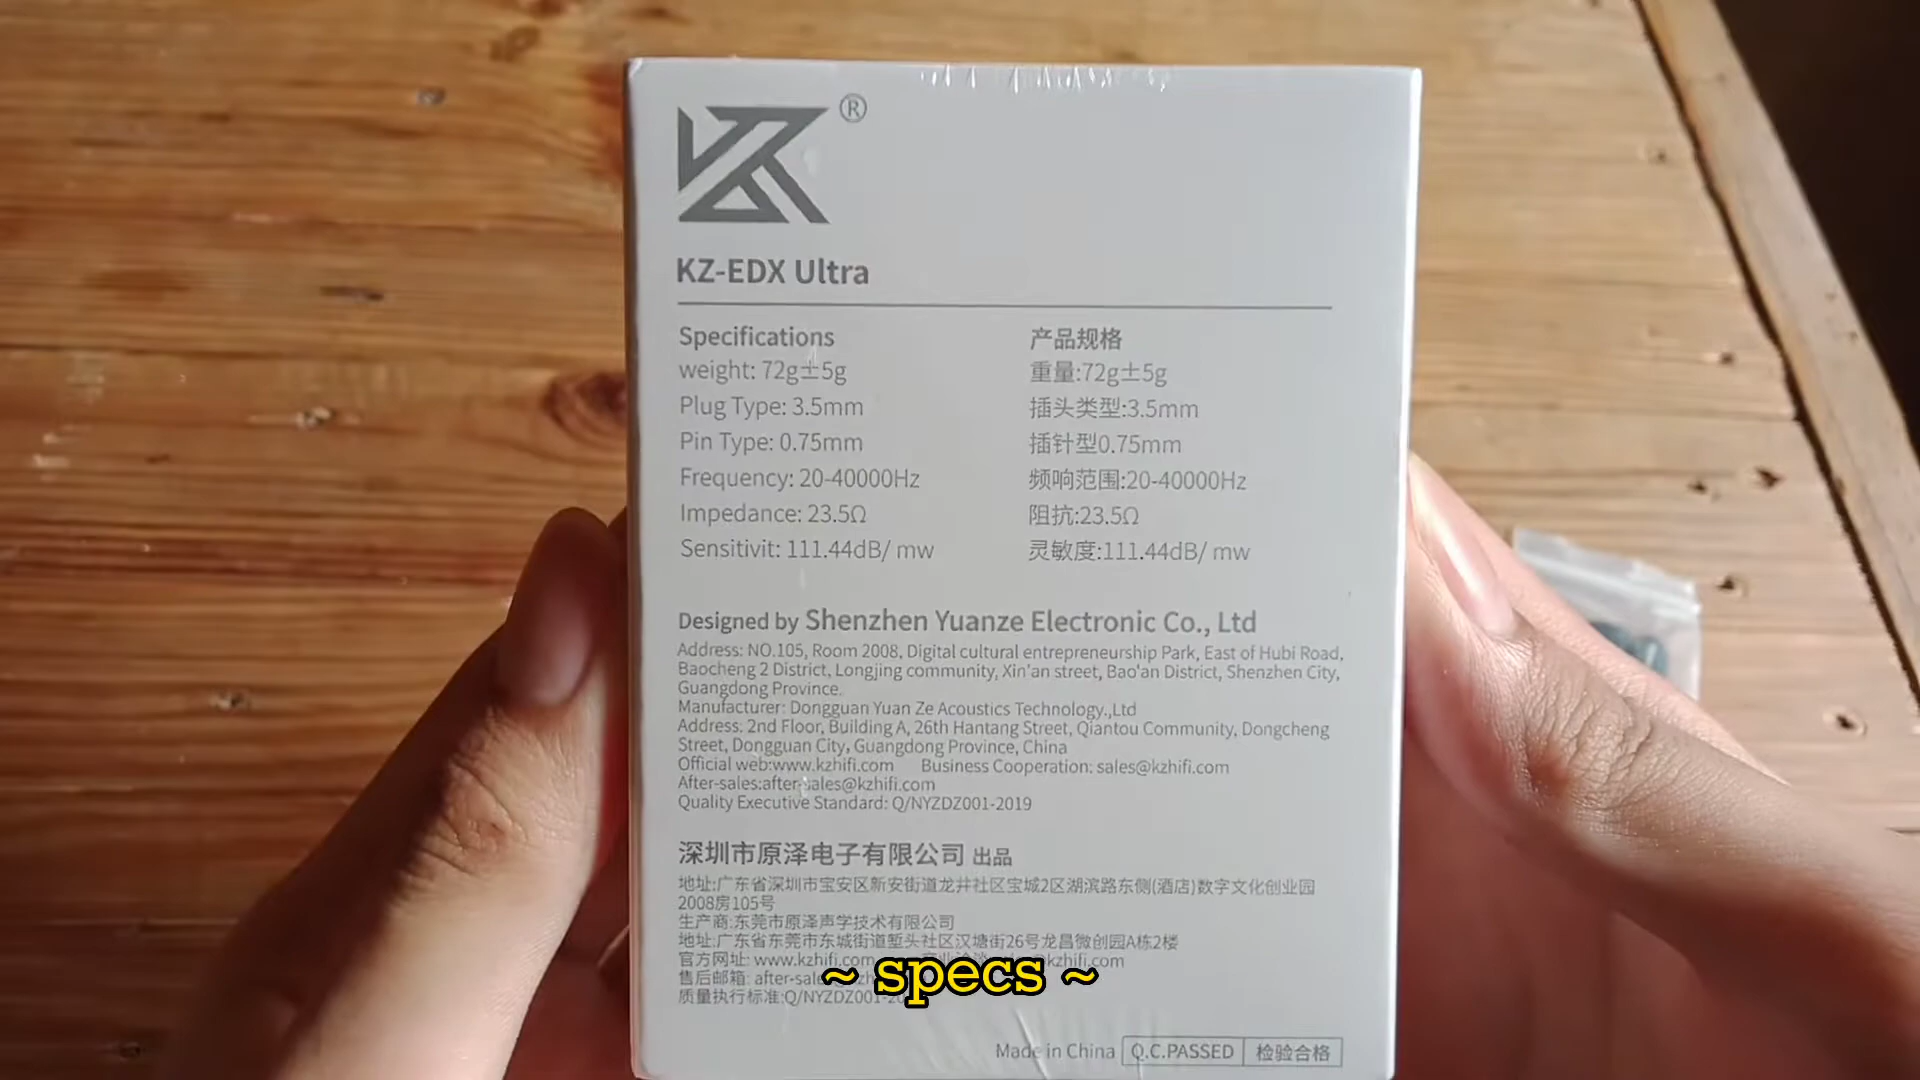 KZ ®
KZ-EDX Ultra
Specifications
weight: 72g±5g
Plug Type: 3.5mm
Pin Type: 0.75mm
Frequency: 20-40000Hz
Impedance: 23.5Ω
Sensitivit: 111.44dB/ mw
产品规格
重量:72g±5g
插头类型:3.5mm
插针型0.75mm
频响范围:20-40000Hz
阻抗:23.5Ω
灵敏度:111.44dB/ mw
Designed by Shenzhen Yuanze Electronic Co., Ltd
Address: NO.105, Room 2008, Digital cultural entrepreneurship Park, East of Hubi Road,
Baocheng 2 District, Longjing community, Xin'an street, Bao'an District, Shenzhen City,
Guangdong Province.
Manufacturer: Dongguan Yuan Ze Acoustics Technology.,Ltd
Address: 2nd Floor, Building A, 26th Hantang Street, Qiantou Community, Dongcheng
Street, Dongguan City, Guangdong Province, China
Official web:www.kzhifi.com Business Cooperation: sales@kzhifi.com
After-sales:after-sales@kzhifi.com
Quality Executive Standard: Q/NYZDZ001-2019
深圳市原泽电子有限公司 出品
地址:广东省深圳市宝安区新安街道龙井社区宝城2区湖滨路东侧(酒店)数字文化创业园
2008房105号
生产商:东莞市原泽声学技术有限公司
地址:广东省东莞市东城街道堑头社区汉塘街26号龙昌微创园A栋2楼
官方网址: www.kzhifi.com
售后邮箱:
质量执行标准:Q/NYZDZ001-
~ specs ~
Made in China Q.C.PASSED 检验合格